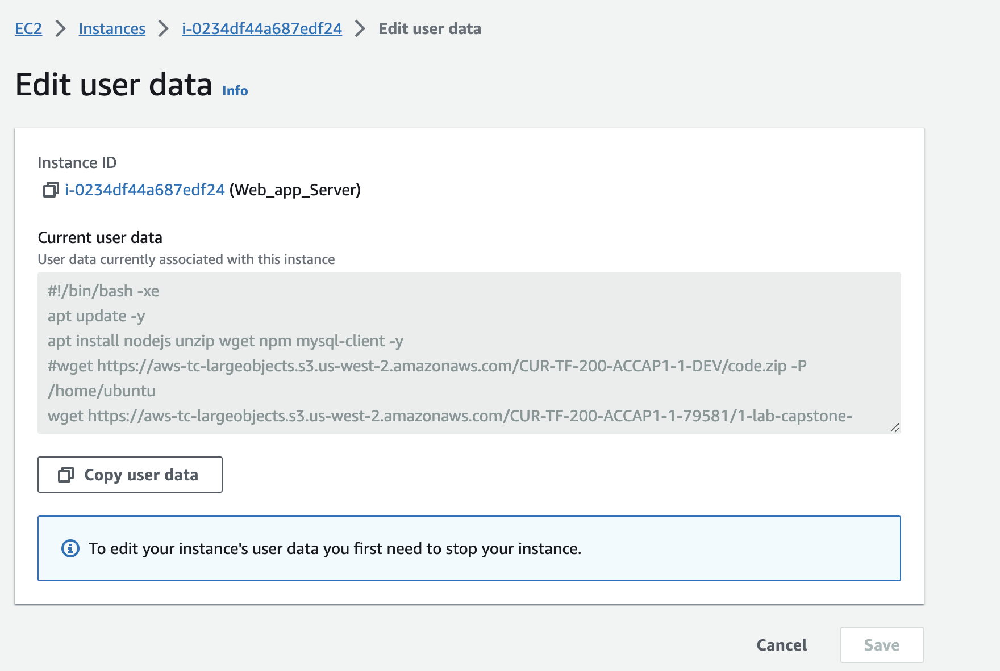 EC2 > Instances > i-0234df44a687edf24 > Edit user data
Edit user data Info
Instance ID
i-0234df44a687edf24 (Web_app_Server)
Current user data
User data currently associated with this instance
#!/bin/bash -xe
apt update -y
apt install nodejs unzip wget npm mysql-client -y
#wget https://aws-tc-largeobjects.s3.us-west-2.amazonaws.com/CUR-TF-200-ACCAP1-1-DEV/code.zip -P
/home/ubuntu
wget https://aws-tc-largeobjects.s3.us-west-2.amazonaws.com/CUR-TF-200-ACCAP1-1-79581/1-lab-capstone-
Copy user data
To edit your instance's user data you first need to stop your instance.
Cancel Save